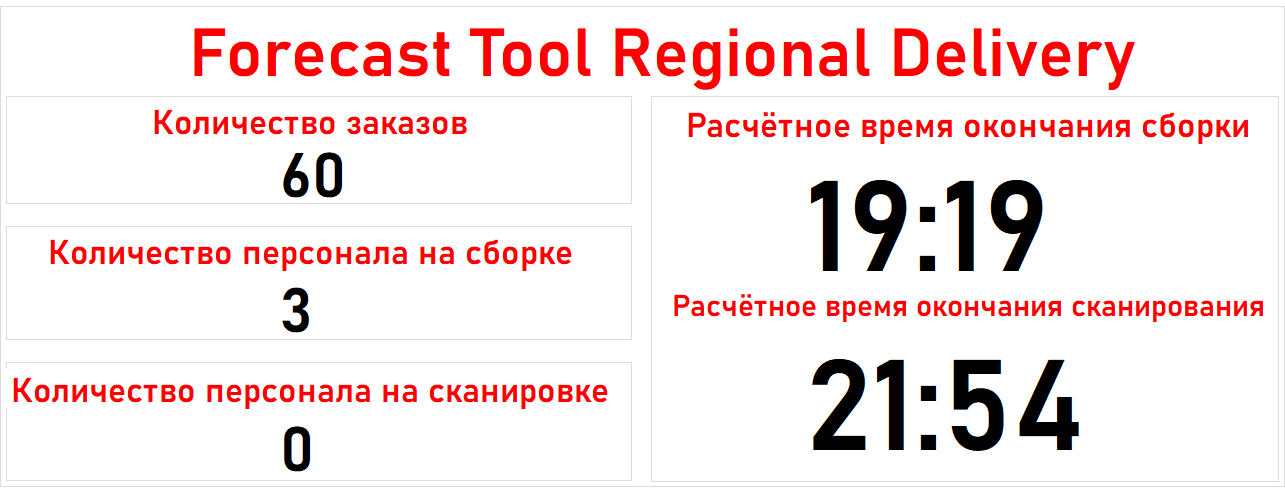 Forecast Tool Regional Delivery
Количество заказов
60
Количество персонала на сборке
3
Количество персонала на сканировке
0
Расчётное время окончания сборки
19:19
Расчётное время окончания сканирования
21:54